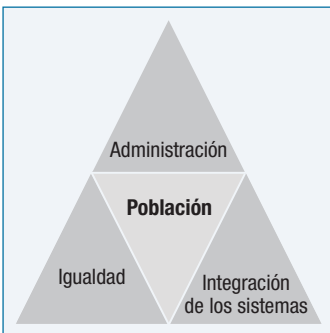 Administración
Población
Igualdad
Integración
de los sistemas